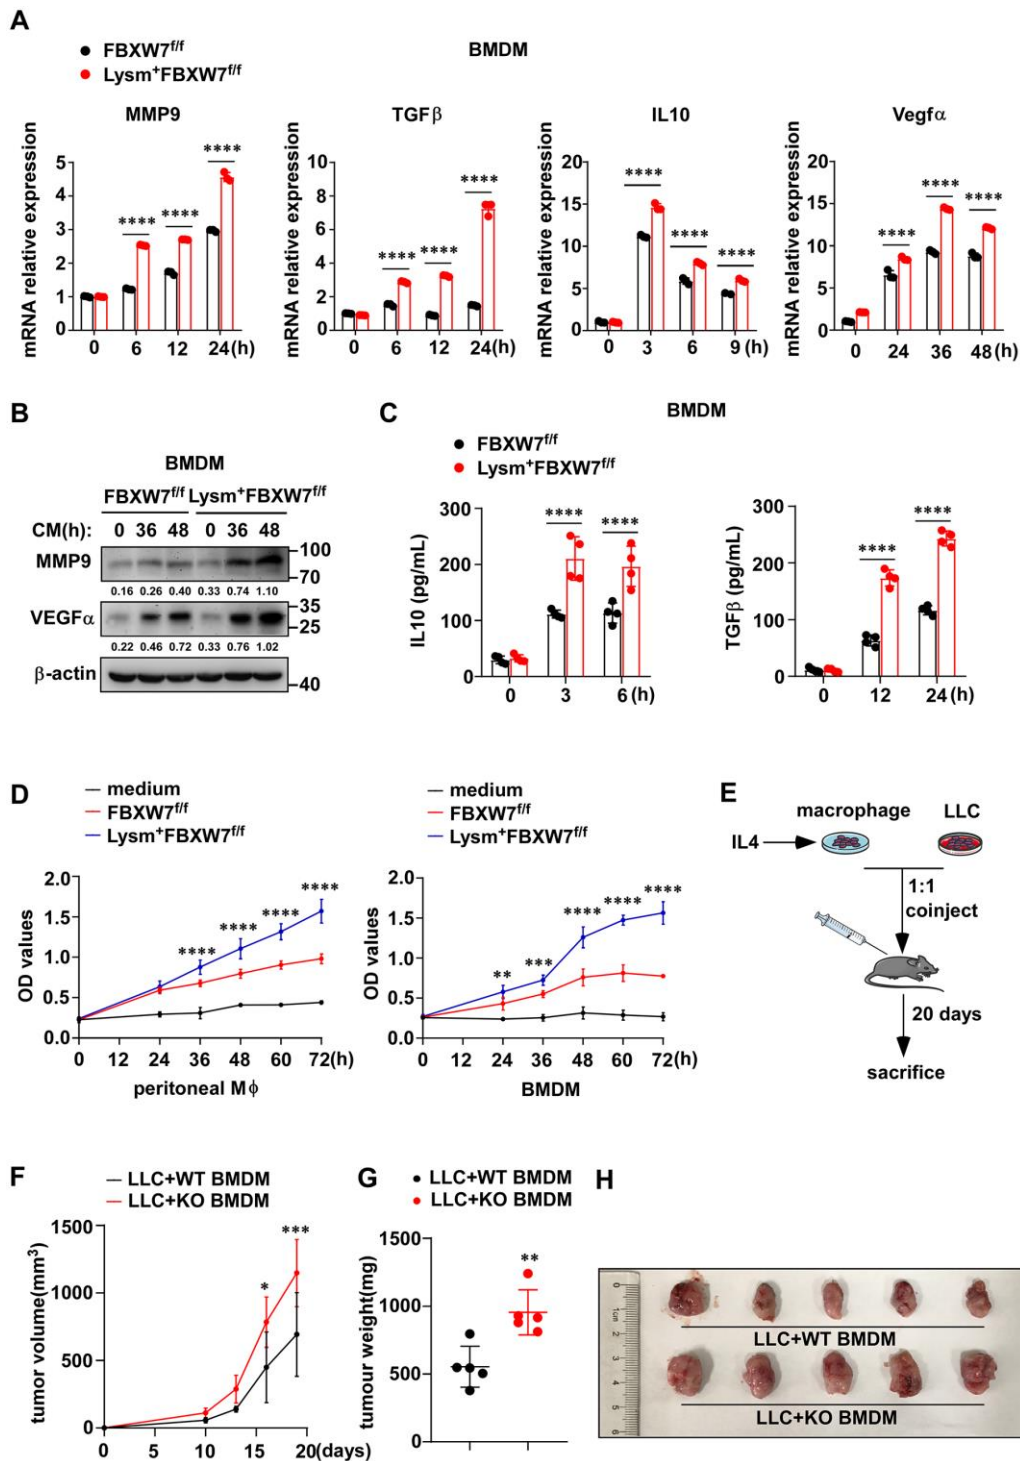 A
FBXW7f/f
Lysm+FBXW7f/f
BMDM
MMP9
mRNA relative expression
5
4
3
2
1
0
****
****
****
0 6 12 24(h)
TGFβ
mRNA relative expression
10
8
6
4
2
0
****
****
****
0 6 12 24(h)
IL10
mRNA relative expression
20
15
10
5
0
****
****
****
0 3 6 9 (h)
Vegfα
mRNA relative expression
20
15
10
5
0
****
****
****
0 24 36 48(h)
B
BMDM
FBXW7f/f Lysm+FBXW7f/f
CM(h): 0 36 48 0 36 48
MMP9
100
70
0.16 0.26 0.40 0.33 0.74 1.10
VEGFα
35
25
0.22 0.46 0.72 0.33 0.76 1.02
β-actin
40
C
BMDM
FBXW7f/f
Lysm+FBXW7f/f
IL10 (pg/mL)
300
200
100
0
****
****
0 3 6 (h)
TGFβ (pg/mL)
300
200
100
0
****
****
0 12 24(h)
D
medium
FBXW7f/f
Lysm+FBXW7f/f
OD values
2.0
1.5
1.0
0.5
0.0
**** **** **** ****
0 12 24 36 48 60 72(h)
peritoneal Mϕ
medium
FBXW7f/f
Lysm+FBXW7f/f
OD values
2.0
1.5
1.0
0.5
0.0
** *** **** **** ****
0 12 24 36 48 60 72(h)
BMDM
E
macrophage LLC
IL4
1:1
coinject
20 days
sacrifice
F
LLC+WT BMDM
LLC+KO BMDM
tumor volume(mm3)
1500
1000
500
0
* ***
0 5 10 15 20(days)
G
LLC+WT BMDM
LLC+KO BMDM
tumour weight(mg)
1500
1000
500
0
**
H
0
1cm
2
3
4
5
6
LLC+WT BMDM
LLC+KO BMDM